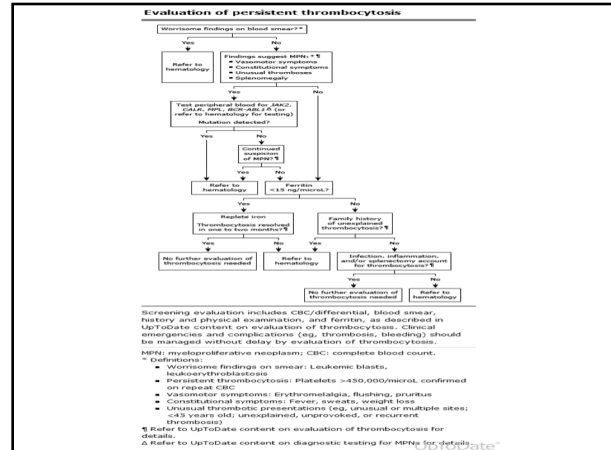 Evaluation of persistent thrombocytosis
Worrisome findings on blood smear?*
Yes
No
Refer to
hematology
Findings suggest MPN:*¶
▪ Vasomotor symptoms
▪ Constitutional symptoms
▪ Unusual thromboses
▪ Splenomegaly
Yes
No
Test peripheral blood for JAK2,
CALR, MPL, BCR-ABL1Δ (or
refer to hematology for testing)
Mutation detected?
Yes
No
Continued
suspicion
of MPN?¶
Yes
No
Refer to
hematology
Ferritin
<15 ng/microL?
Yes
No
Replete iron
Thrombocytosis resolved
in one to two months?¶
Family history
of unexplained
thrombocytosis?¶
Yes
No
Yes
No
No further evaluation of
thrombocytosis needed
Refer to
hematology
Infection, inflammation,
and/or splenectomy account
for thrombocytosis?¶
Yes
No
No further evaluation of
thrombocytosis needed
Refer to
hematology
Screening evaluation includes CBC/differential, blood smear,
history and physical examination, and ferritin, as described in
UpToDate content on evaluation of thrombocytosis. Clinical
emergencies and complications (eg, thrombosis, bleeding) should
be managed without delay by evaluation of thrombocytosis.
MPN: myeloproliferative neoplasm; CBC: complete blood count.
* Definitions:
▪ Worrisome findings on smear: Leukemic blasts,
leukoerythroblastosis
▪ Persistent thrombocytosis: Platelets >450,000/microL confirmed
on repeat CBC
▪ Vasomotor symptoms: Erythromelalgia, flushing, pruritus
▪ Constitutional symptoms: Fever, sweats, weight loss
▪ Unusual thrombotic presentations (eg, unusual or multiple sites;
<45 years old; unexplained, unprovoked, or recurrent
thrombosis)
¶ Refer to UpToDate content on evaluation of thrombocytosis for
details.
Δ Refer to UpToDate content on diagnostic testing for MPNs for details.
UpToDate®